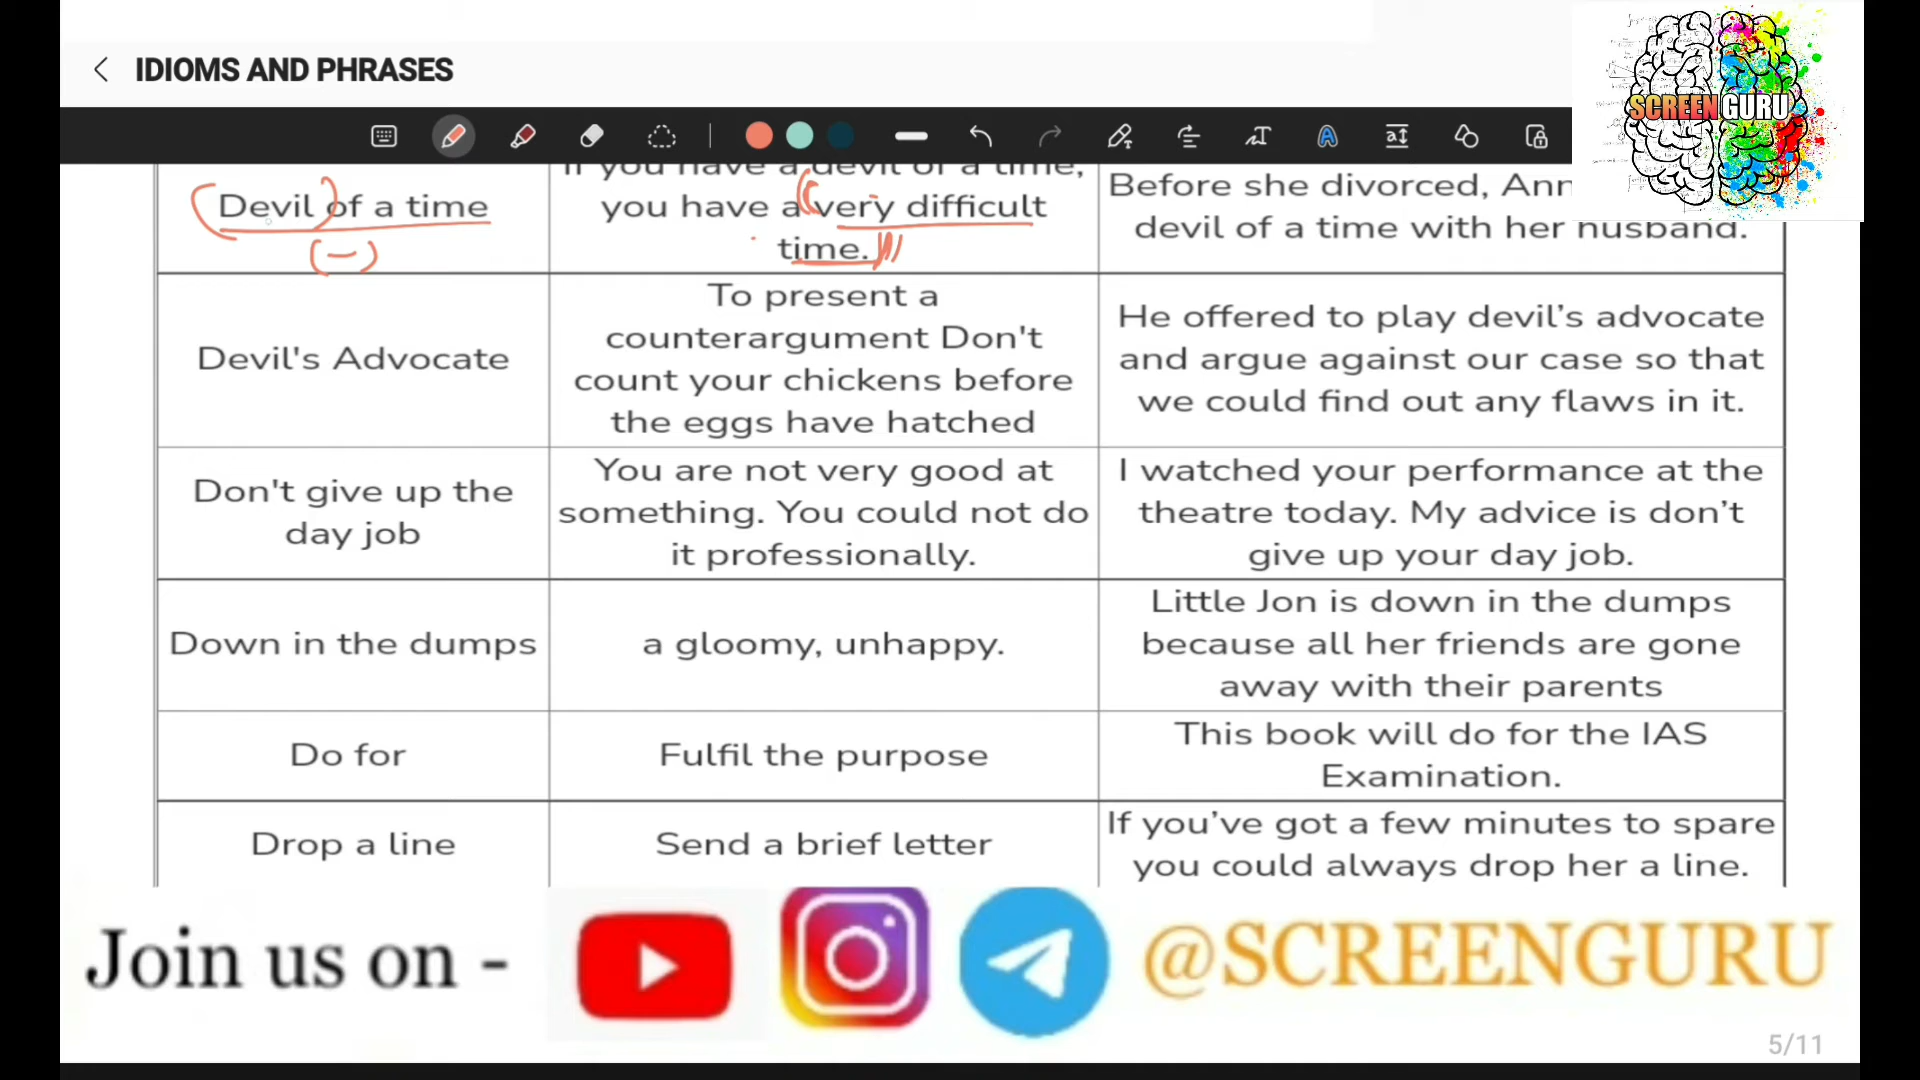 IDIOMS AND PHRASES
SCREEN GURU
If you have a devil of a time,
Devil of a time
you have a very difficult
time.
(-)
Before she divorced, Ann
devil of a time with her husband.
Devil's Advocate
To present a
counterargument Don't
count your chickens before
the eggs have hatched
He offered to play devil’s advocate
and argue against our case so that
we could find out any flaws in it.
Don't give up the
day job
You are not very good at
something. You could not do
it professionally.
I watched your performance at the
theatre today. My advice is don’t
give up your day job.
Down in the dumps
a gloomy, unhappy.
Little Jon is down in the dumps
because all her friends are gone
away with their parents
Do for
Fulfil the purpose
This book will do for the IAS
Examination.
Drop a line
Send a brief letter
If you’ve got a few minutes to spare
you could always drop her a line.
Join us on -
@SCREENGURU
5/11